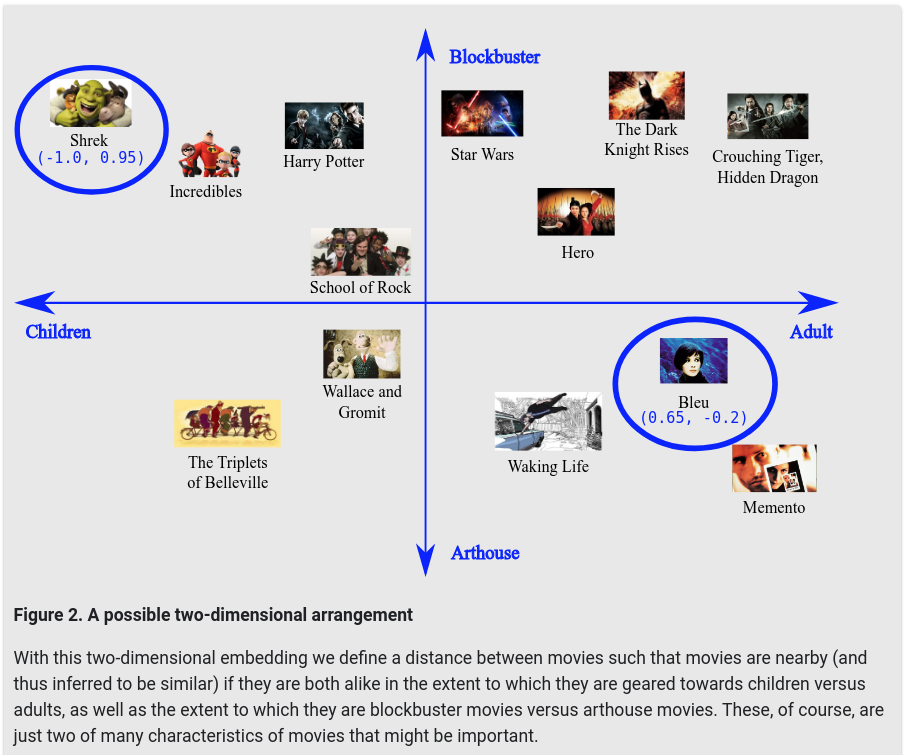 Blockbuster
Shrek
(-1.0, 0.95)
Incredibles
Harry Potter
Star Wars
The Dark
Knight Rises
Crouching Tiger,
Hidden Dragon
Hero
School of Rock
Children
Adult
Wallace and
Gromit
Bleu
(0.65, -0.2)
The Triplets
of Belleville
Waking Life
Memento
Arthouse
Figure 2. A possible two-dimensional arrangement
With this two-dimensional embedding we define a distance between movies such that movies are nearby (and
thus inferred to be similar) if they are both alike in the extent to which they are geared towards children versus
adults, as well as the extent to which they are blockbuster movies versus arthouse movies. These, of course, are
just two of many characteristics of movies that might be important.